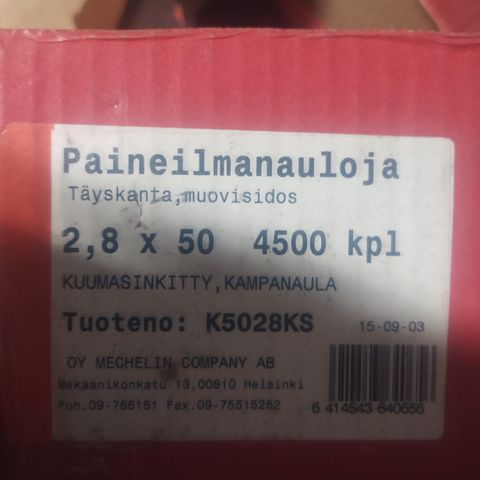 Paineilmanauloja
Täyskanta,muovisidos
2,8 x 50 4500 kpl
KUUMASINKITTY,KAMPANAULA
Tuoteno: K5028KS 15-09-03
OY MECHELIN COMPANY AB
Mekaanikonkatu 13,00810 Helsinki
Puh.09-755151 Fax.09-75515252
6 414643 640656